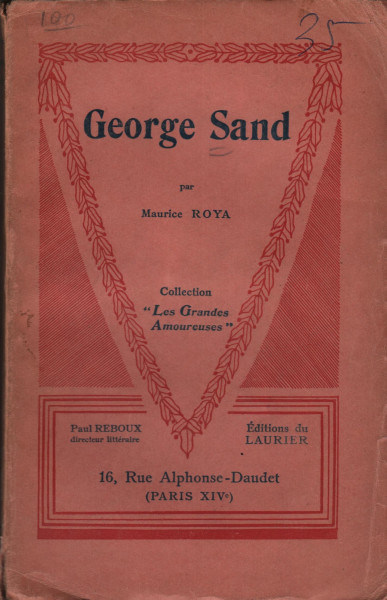 100
35
George Sand
par
Maurice ROYA
Collection
"Les Grandes
Amoureuses"
Paul REBOUX
directeur littéraire
Éditions du
LAURIER
16, Rue Alphonse-Daudet
(PARIS XIVᵉ)